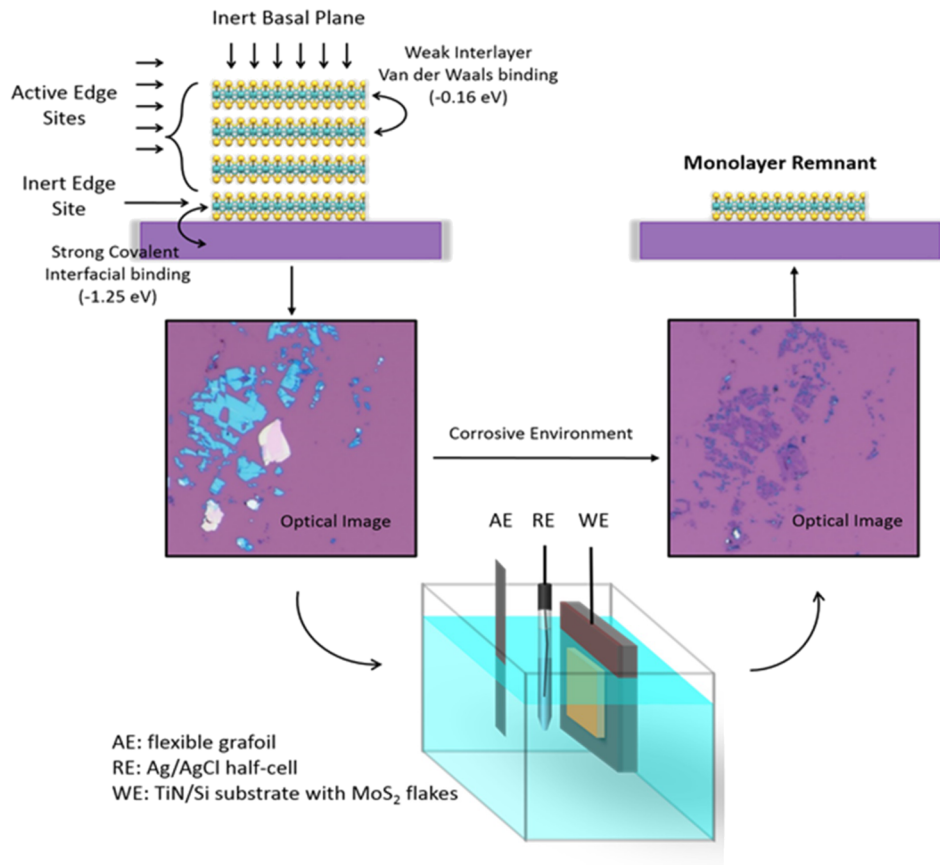 Inert Basal Plane
Weak Interlayer
Van der Waals binding
(-0.16 eV)
Active Edge
Sites
Inert Edge
Site
Strong Covalent
Interfacial binding
(-1.25 eV)
Monolayer Remnant
Optical Image
Corrosive Environment
Optical Image
AE RE WE
AE: flexible grafoil
RE: Ag/AgCl half-cell
WE: TiN/Si substrate with MoS₂ flakes